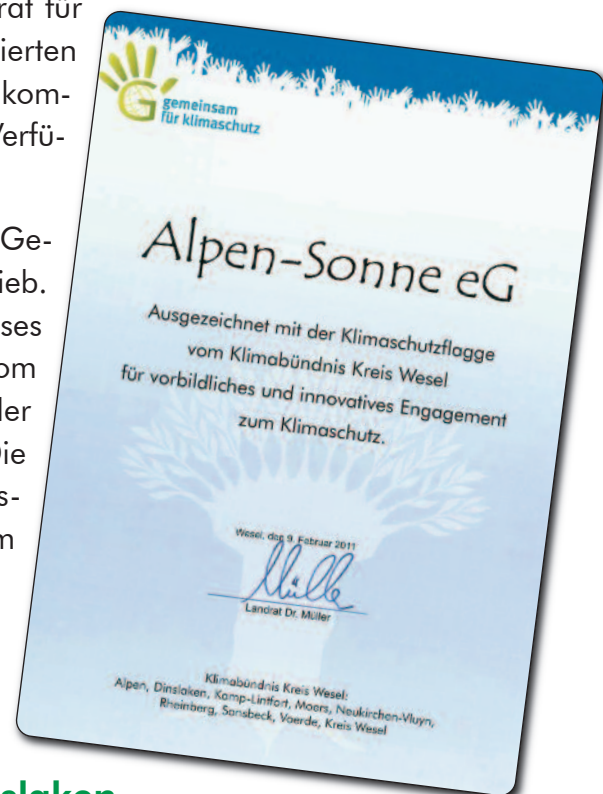 rat für
ierten
kom-
Verfü-
Ge-
ieb.
ses
om
der
Die
s-
m
gemeinsam
für klimaschutz
Alpen-Sonne eG
Ausgezeichnet mit der Klimaschutzflagge
vom Klimabündnis Kreis Wesel
für vorbildliches und innovatives Engagement
zum Klimaschutz.
Wesel, den 9. Februar 2011
Landrat Dr. Müller
Klimabündnis Kreis Wesel:
Alpen, Dinslaken, Kamp-Lintfort, Moers, Neukirchen-Vluyn,
Rheinberg, Sonsbeck, Voerde, Kreis Wesel
slaken